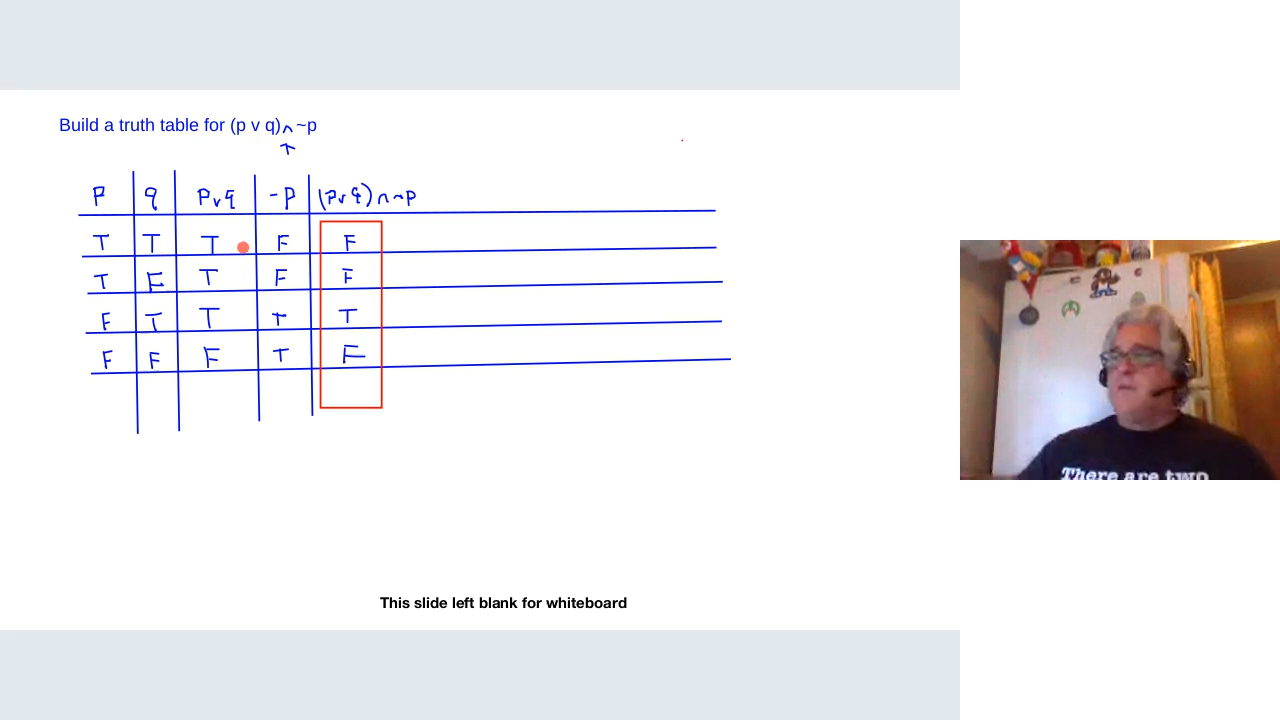 Build a truth table for (p v q)^ ~p
^
P q P v q -P (P v q) ^ ~P
T T T F F
T F T F F
F T T T T
F F F T F
There are two
This slide left blank for whiteboard